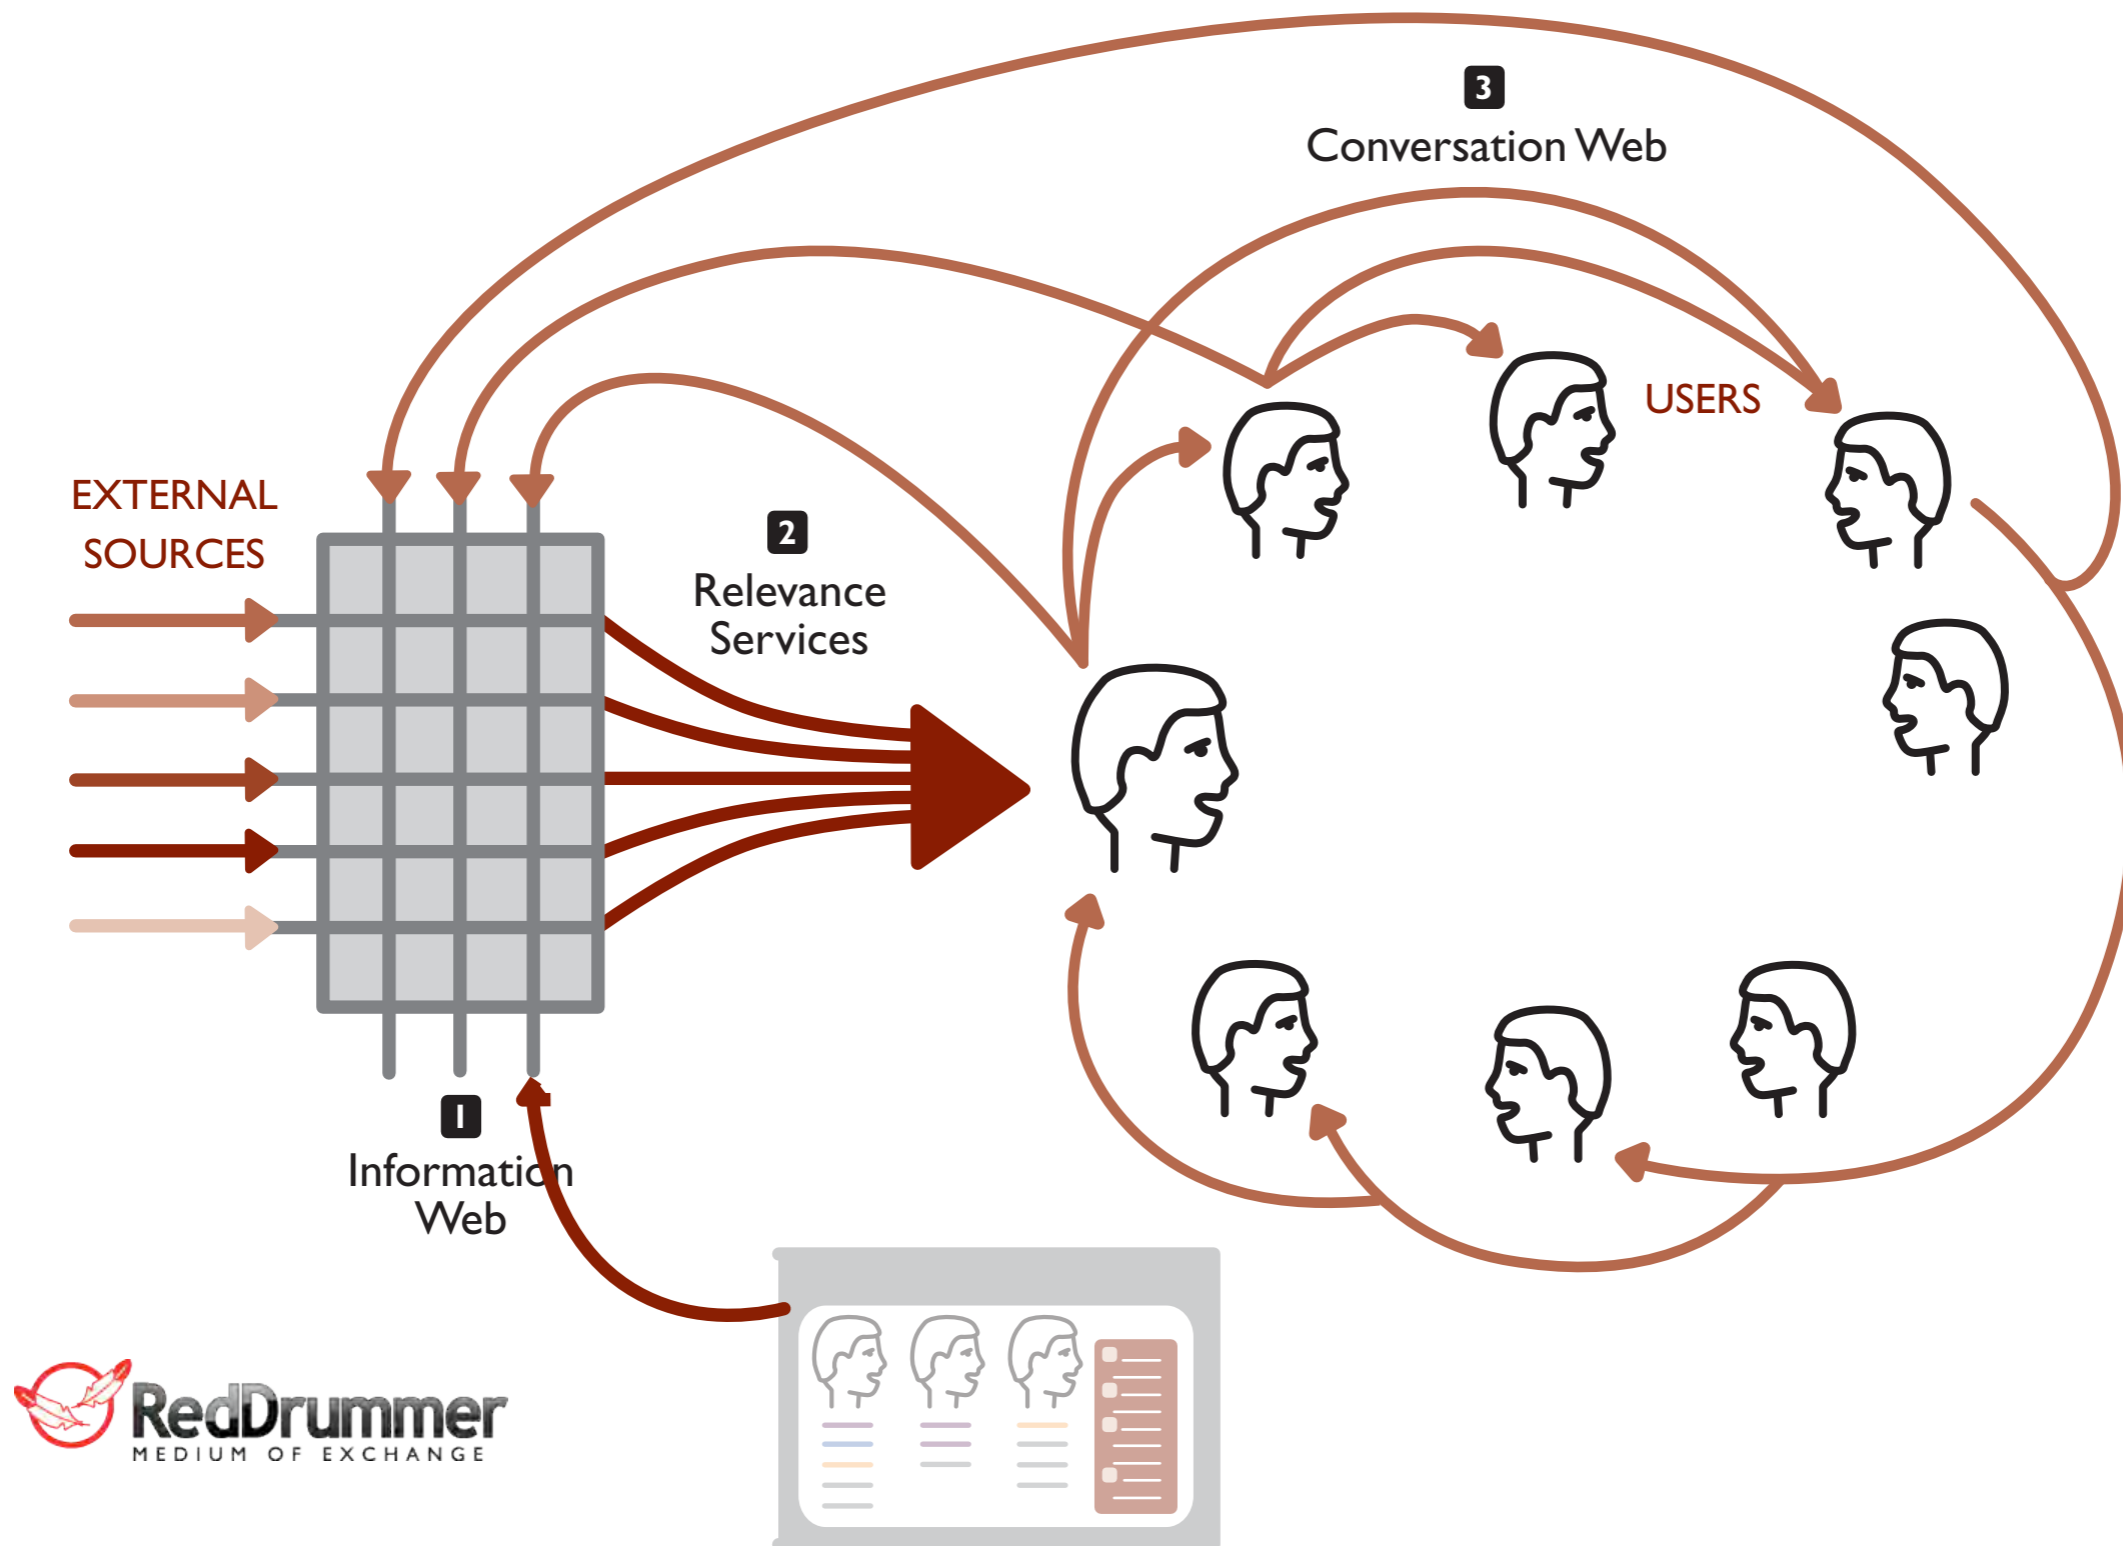 3
Conversation Web
USERS
EXTERNAL
SOURCES
2
Relevance
Services
1
Information
Web
RedDrummer
MEDIUM OF EXCHANGE